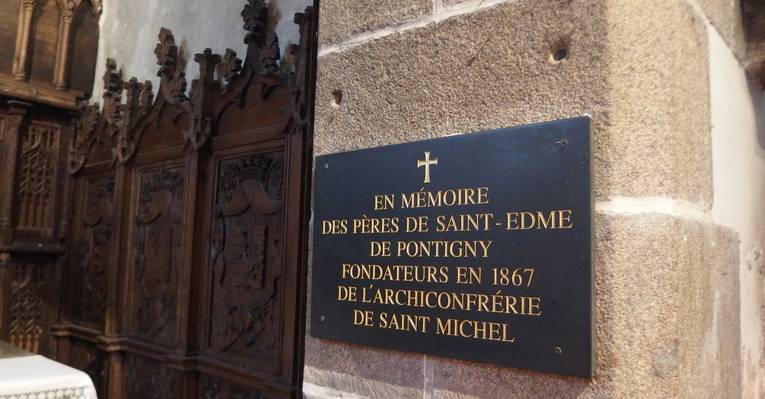 EN MÉMOIRE
DES PÈRES DE SAINT-EDME
DE PONTIGNY
FONDATEURS EN 1867
DE L'ARCHICONFRÉRIE
DE SAINT MICHEL